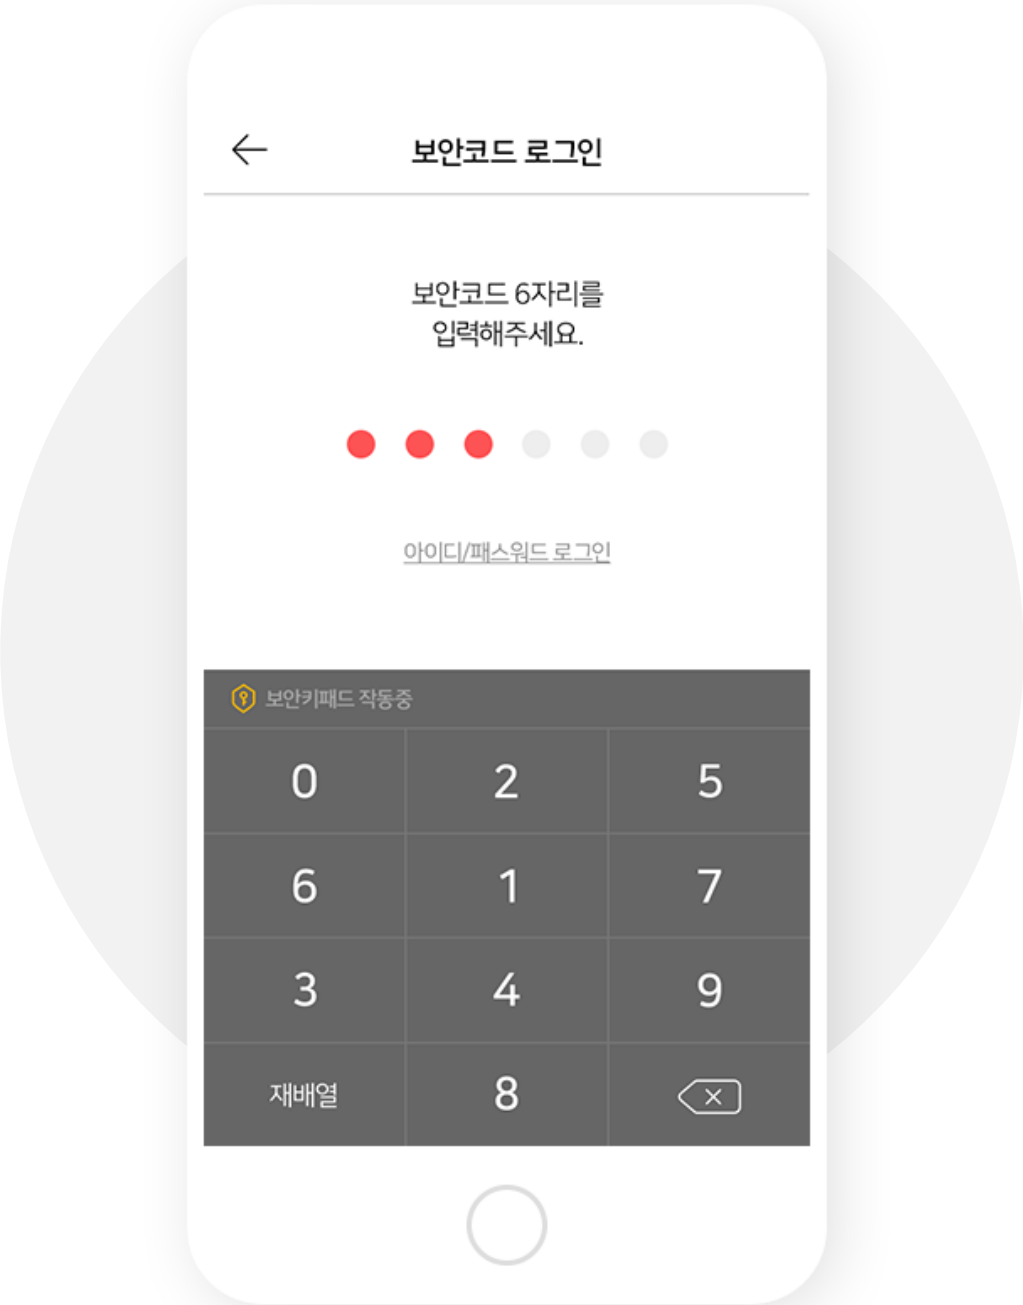 보안코드 로그인
보안코드 6자리를
입력해주세요.
아이디/패스워드 로그인
보안키패드 작동중
0 2 5
6 1 7
3 4 9
재배열 8